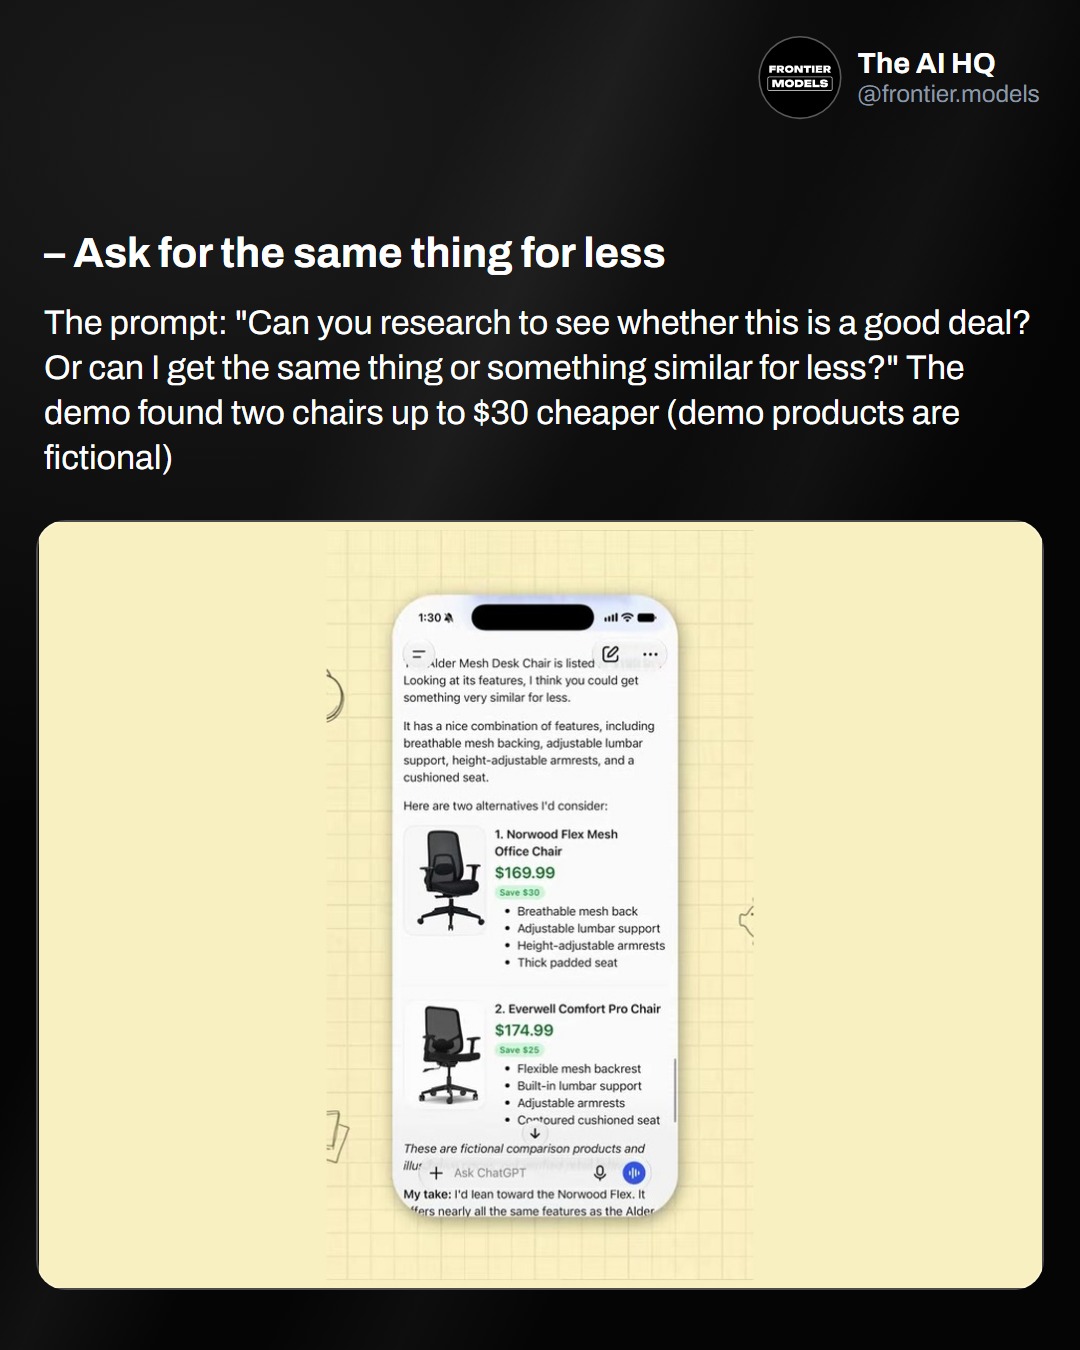 FRONTIER
MODELS
The AI HQ
@frontier.models
– Ask for the same thing for less
The prompt: "Can you research to see whether this is a good deal?
Or can I get the same thing or something similar for less?" The
demo found two chairs up to $30 cheaper (demo products are
fictional)
1:30
Alder Mesh Desk Chair is listed
Looking at its features, I think you could get
something very similar for less.
It has a nice combination of features, including
breathable mesh backing, adjustable lumbar
support, height-adjustable armrests, and a
cushioned seat.
Here are two alternatives I'd consider:
1. Norwood Flex Mesh
Office Chair
$169.99
Save $30
• Breathable mesh back
• Adjustable lumbar support
• Height-adjustable armrests
• Thick padded seat
2. Everwell Comfort Pro Chair
$174.99
Save $25
• Flexible mesh backrest
• Built-in lumbar support
• Adjustable armrests
• Contoured cushioned seat
These are fictional comparison products and
Ask ChatGPT
My take: I'd lean toward the Norwood Flex. It
offers nearly all the same features as the Alder